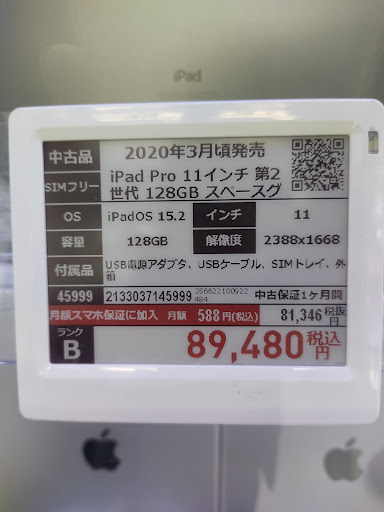 iPad
中古品
2020年3月頃発売
SIMフリー
iPad Pro 11インチ 第2
世代 128GB スペースグ
OS
iPadOS 15.2
インチ
11
容量
128GB
解像度
2388x1668
付属品
USB電源アダプタ、USBケーブル、SIMトレイ、外
箱
45999
2133037145999
356622100922
484
中古保証1ヶ月間
月額スマホ保証に加入 月額 588円(税込)
81,346
税抜
円
ランク
B
89,480
税込
円